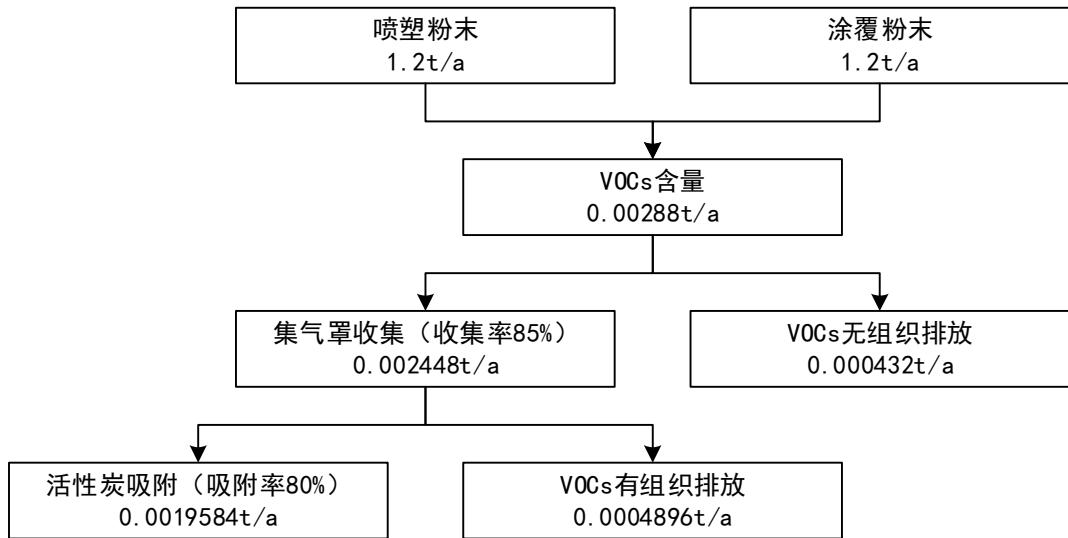 喷塑粉末
1.2t/a
涂覆粉末
1.2t/a
VOCs含量
0.00288t/a
集气罩收集（收集率85%）
0.002448t/a
VOCs无组织排放
0.000432t/a
活性炭吸附（吸附率80%）
0.0019584t/a
VOCs有组织排放
0.0004896t/a